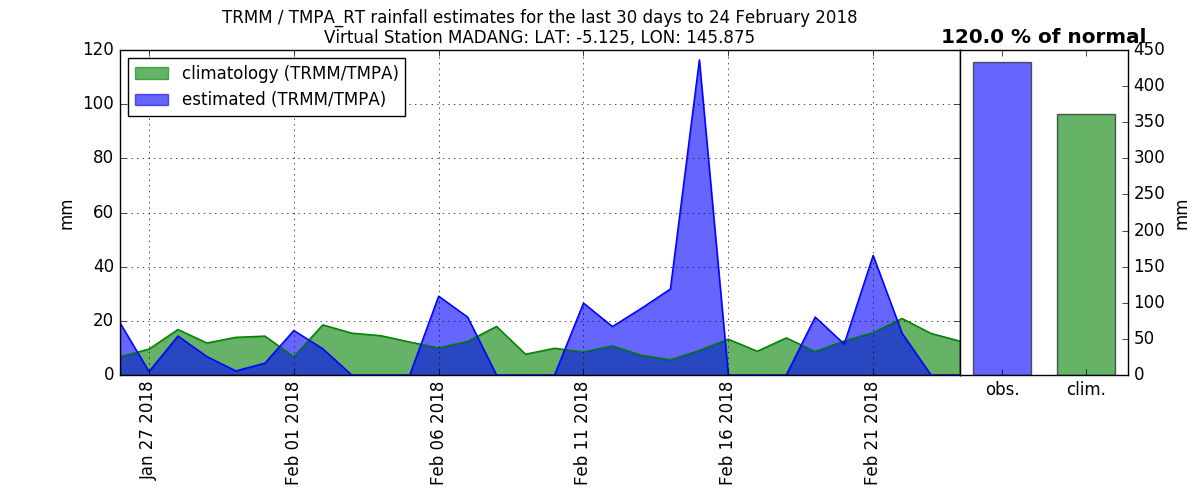 TRMM / TMPA_RT rainfall estimates for the last 30 days to 24 February 2018
Virtual Station MADANG: LAT: -5.125, LON: 145.875
120.0 % of normal
climatology (TRMM/TMPA)
estimated (TRMM/TMPA)
120
100
80
60
40
20
0
mm
Jan 27 2018
Feb 01 2018
Feb 06 2018
Feb 11 2018
Feb 16 2018
Feb 21 2018
450
400
350
300
250
200
150
100
50
0
mm
obs.
clim.